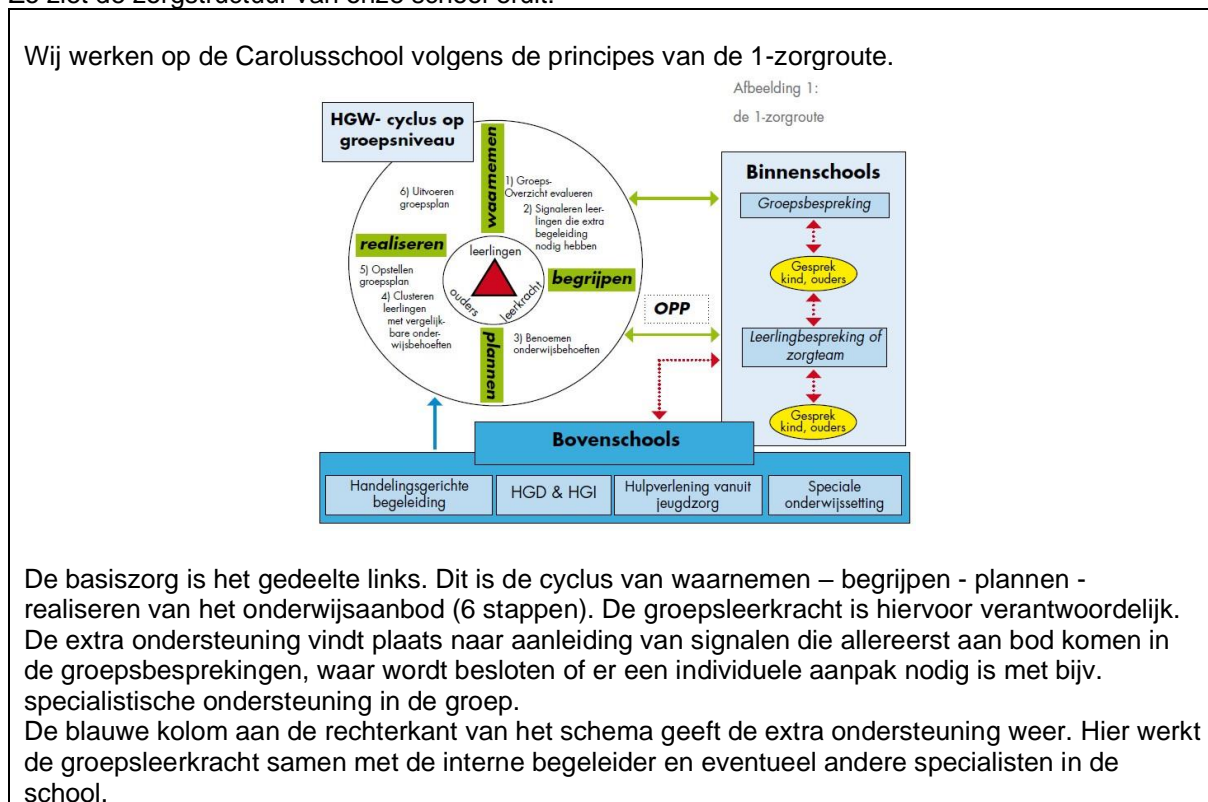 Zo ziet de zorgstructuur van onze school eruit:
Wij werken op de Carolusschool volgens de principes van de 1-zorgroute.
Afbeelding 1:
de 1-zorgroute
HGW- cyclus op
groepsniveau
waarnemen
1) Groeps-
Overzicht evalueren
2) Signaleren leer-
lingen die extra
begeleiding
nodig hebben
6) Uitvoeren
groepsplan
realiseren
leerlingen
ouders
leerkracht
begrijpen
5) Opstellen
groepsplan
4) Clusteren
leerlingen
met vergelijk-
bare onder-
wijsbehoeften
plannen
3) Benoemen
onderwijsbehoeften
OPP
Binnenschools
Groepsbespreking
Gesprek
kind, ouders
Leerlingbespreking of
zorgteam
Gesprek
kind, ouders
Bovenschools
Handelingsgerichte
begeleiding
HGD & HGI
Hulpverlening vanuit
jeugdzorg
Speciale
onderwijssetting
De basiszorg is het gedeelte links. Dit is de cyclus van waarnemen – begrijpen - plannen -
realiseren van het onderwijsaanbod (6 stappen). De groepsleerkracht is hiervoor verantwoordelijk.
De extra ondersteuning vindt plaats naar aanleiding van signalen die allereerst aan bod komen in
de groepsbesprekingen, waar wordt besloten of er een individuele aanpak nodig is met bijv.
specialistische ondersteuning in de groep.
De blauwe kolom aan de rechterkant van het schema geeft de extra ondersteuning weer. Hier werkt
de groepsleerkracht samen met de interne begeleider en eventueel andere specialisten in de
school.